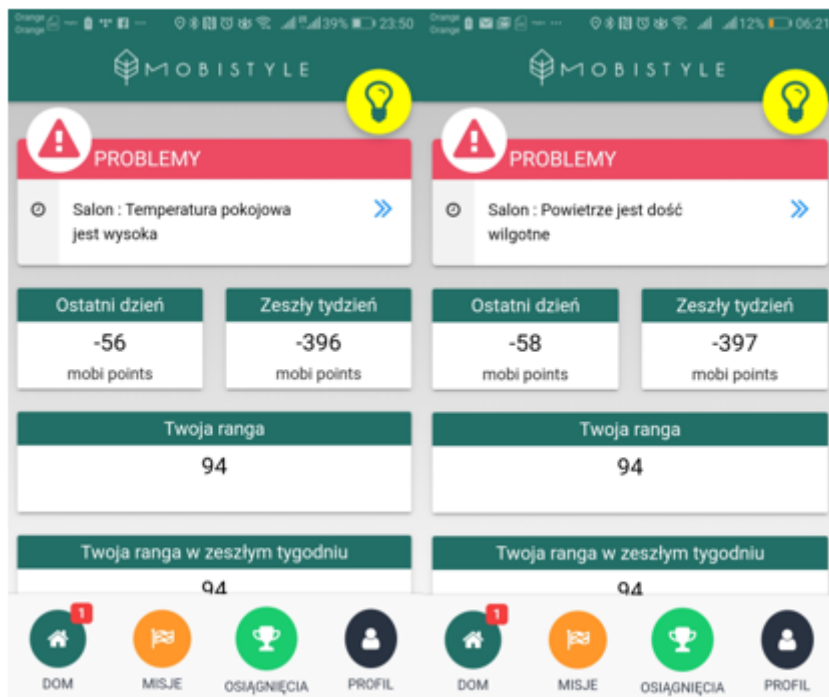 Orange
Orange
39% 23:50
MOBISTYLE
PROBLEMY
Salon : Temperatura pokojowa
jest wysoka
Ostatni dzień
-56
mobi points
Zeszły tydzień
-396
mobi points
Twoja ranga
94
Twoja ranga w zeszłym tygodniu
94
1
DOM
MISJE
OSIĄGNIĘCIA
PROFIL
Orange
Orange
12% 06:21
MOBISTYLE
PROBLEMY
Salon : Powietrze jest dość
wilgotne
Ostatni dzień
-58
mobi points
Zeszły tydzień
-397
mobi points
Twoja ranga
94
Twoja ranga w zeszłym tygodniu
94
1
DOM
MISJE
OSIĄGNIĘCIA
PROFIL